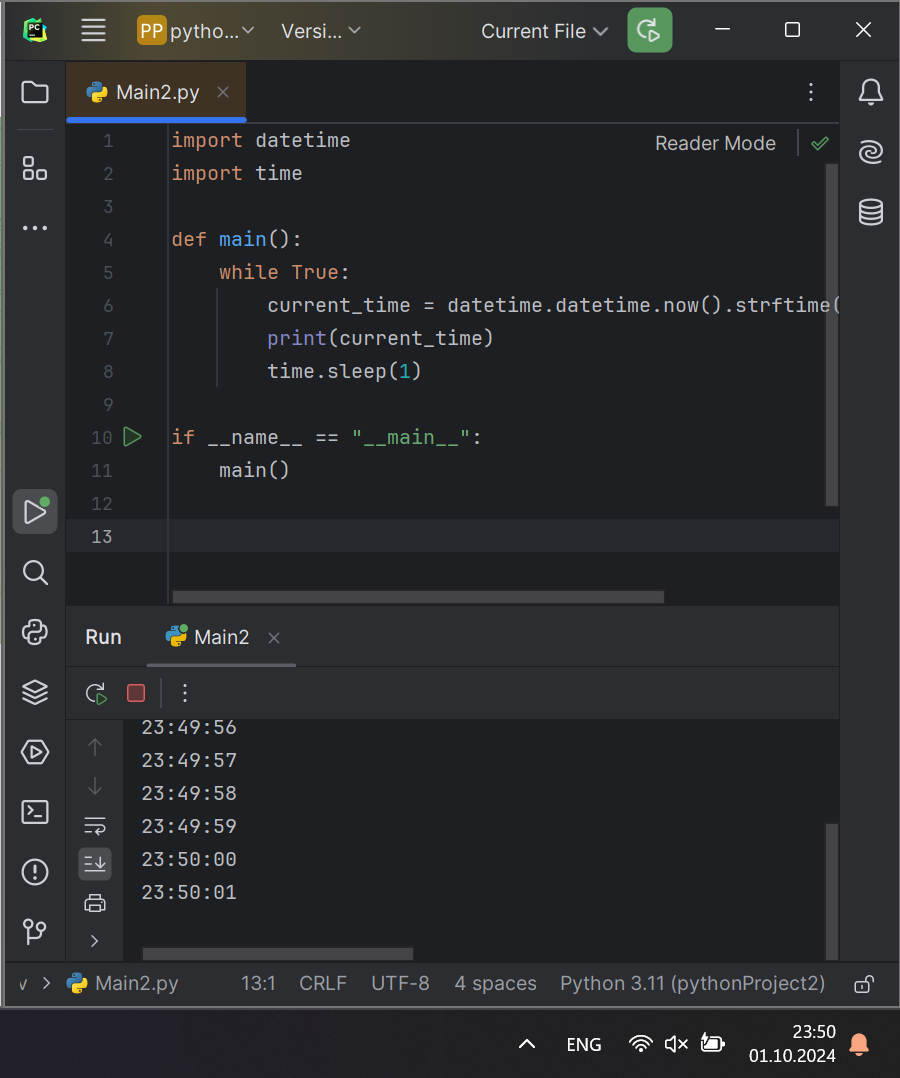 PC
PP pytho... Versi... Current File
Main2.py
Reader Mode
1 import datetime
2 import time
3
4 def main():
5 while True:
6 current_time = datetime.datetime.now().strftime(
7 print(current_time)
8 time.sleep(1)
9
10 if __name__ == "__main__":
11 main()
12
13
Run Main2
23:49:56
23:49:57
23:49:58
23:49:59
23:50:00
23:50:01
v > Main2.py 13:1 CRLF UTF-8 4 spaces Python 3.11 (pythonProject2)
ENG
23:50
01.10.2024